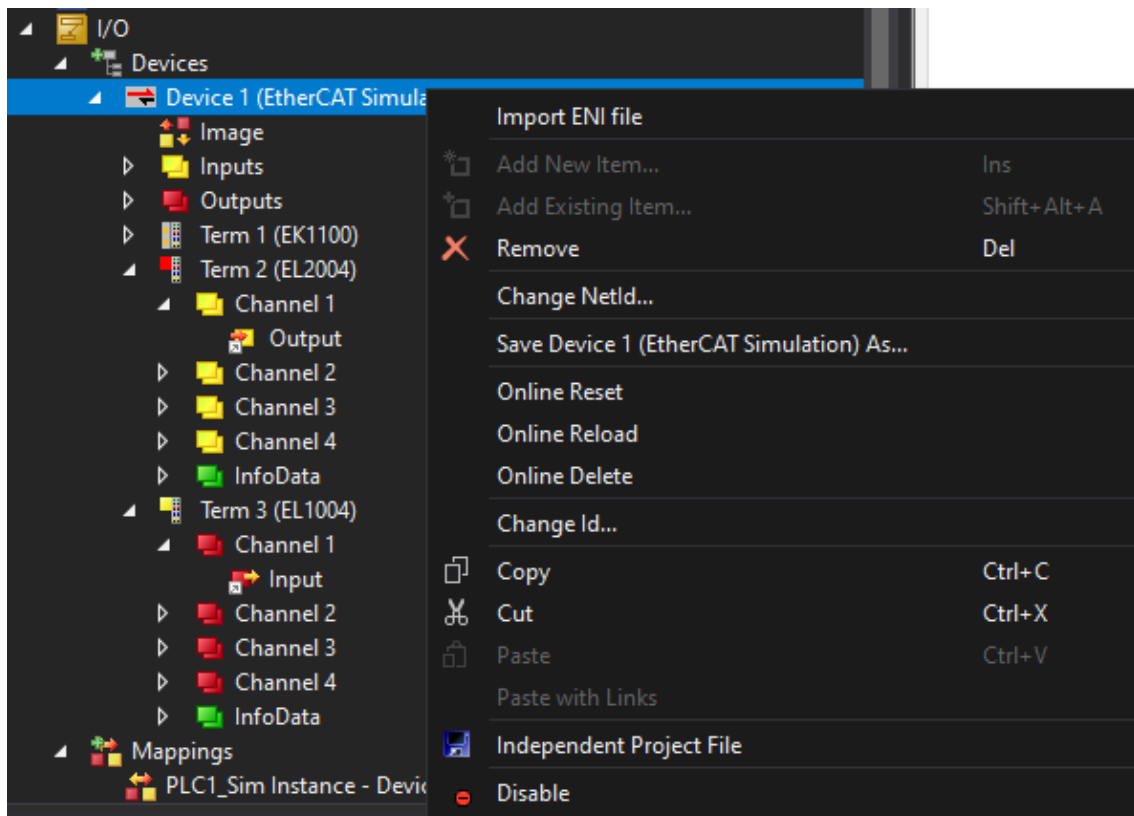 I/O
Devices
Device 1 (EtherCAT Simula
Image
Inputs
Outputs
Term 1 (EK1100)
Term 2 (EL2004)
Channel 1
Output
Channel 2
Channel 3
Channel 4
InfoData
Term 3 (EL1004)
Channel 1
Input
Channel 2
Channel 3
Channel 4
InfoData
Mappings
PLC1_Sim Instance - Devic
Import ENI file
Add New Item... Ins
Add Existing Item... Shift+Alt+A
Remove Del
Change NetId...
Save Device 1 (EtherCAT Simulation) As...
Online Reset
Online Reload
Online Delete
Change Id...
Copy Ctrl+C
Cut Ctrl+X
Paste Ctrl+V
Paste with Links
Independent Project File
Disable